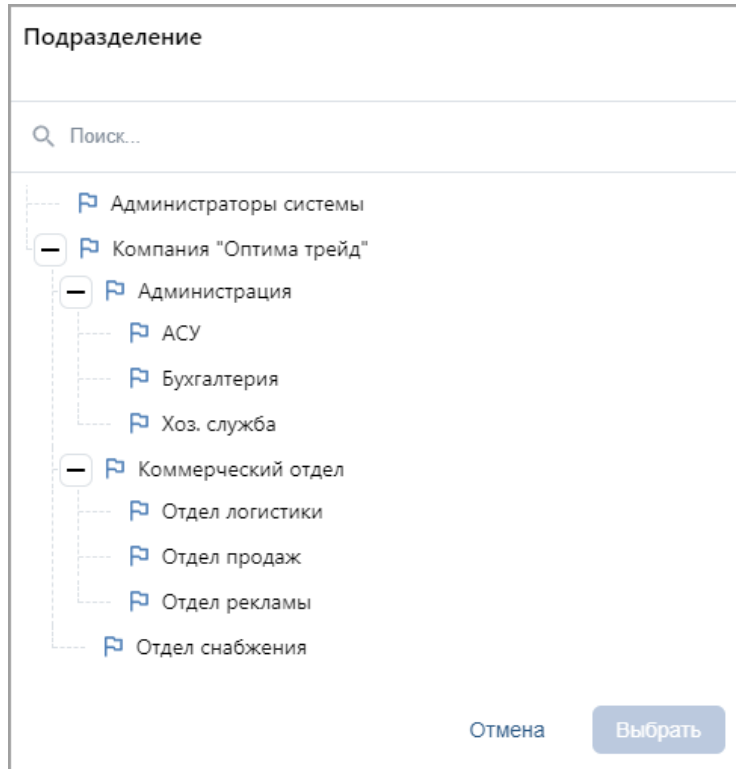 Подразделение
Поиск...
Администраторы системы
Компания "Оптима трейд"
Администрация
АСУ
Бухгалтерия
Хоз. служба
Коммерческий отдел
Отдел логистики
Отдел продаж
Отдел рекламы
Отдел снабжения
Отмена Выбрать